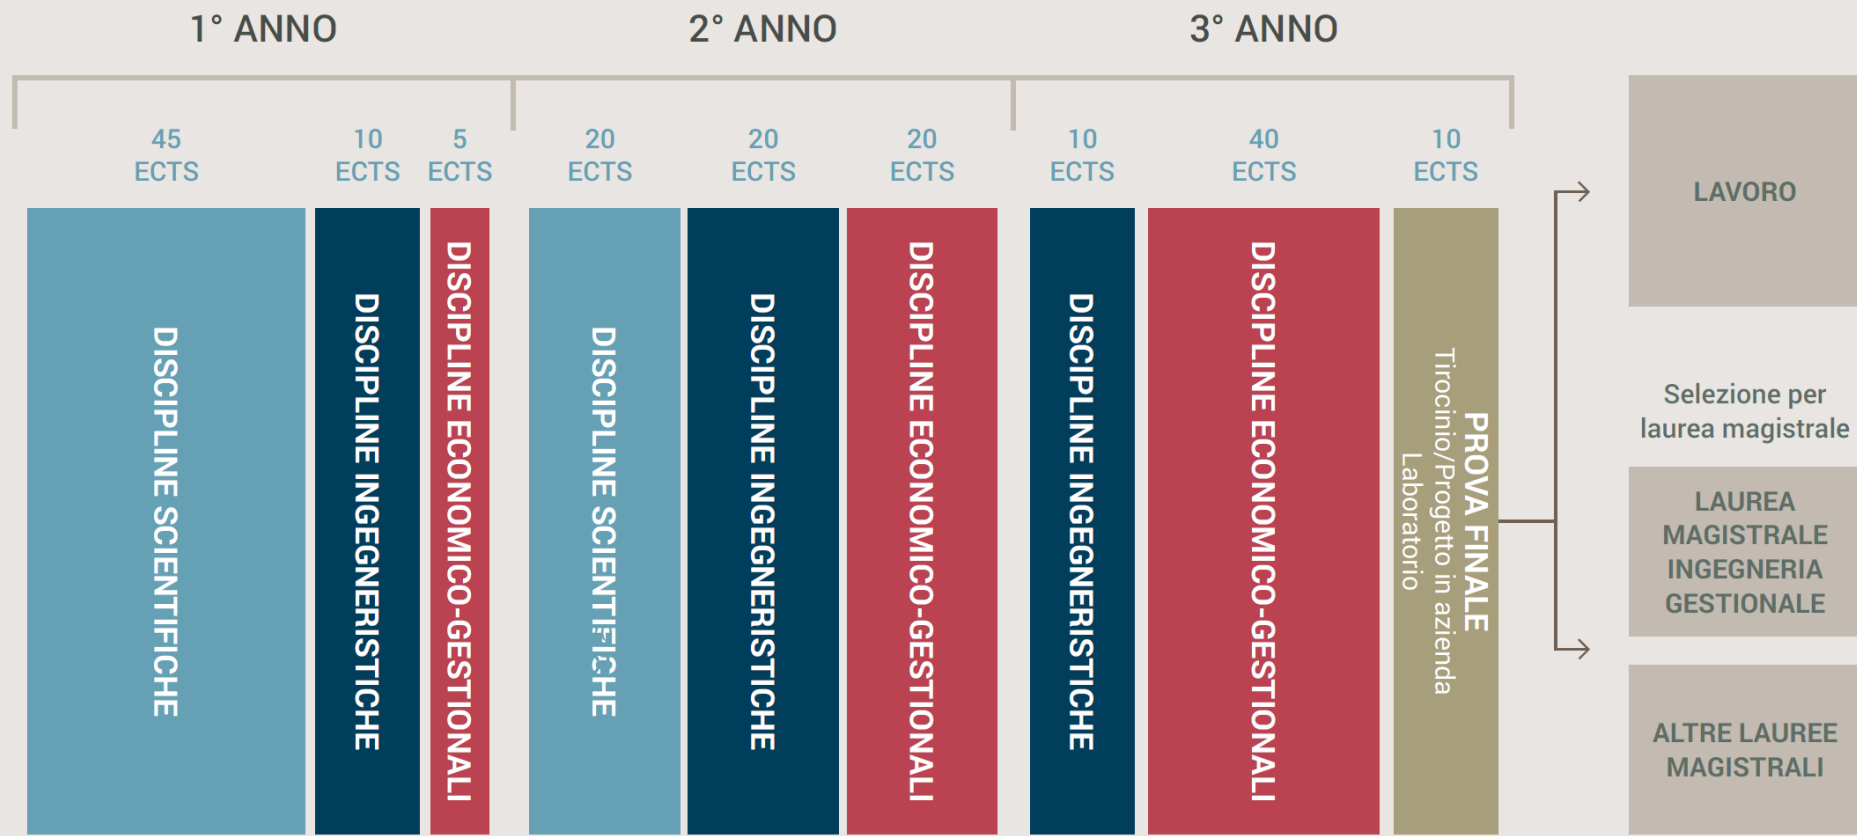 1° ANNO
2° ANNO
3° ANNO
45
ECTS
10
ECTS
5
ECTS
20
ECTS
20
ECTS
20
ECTS
10
ECTS
40
ECTS
10
ECTS
DISCIPLINE SCIENTIFICHE
DISCIPLINE INGEGNERISTICHE
DISCIPLINE ECONOMICO-GESTIONALI
DISCIPLINE SCIENTIFICHE
DISCIPLINE INGEGNERISTICHE
DISCIPLINE ECONOMICO-GESTIONALI
DISCIPLINE INGEGNERISTICHE
DISCIPLINE ECONOMICO-GESTIONALI
PROVA FINALE
Tirocinio/Progetto in azienda
Laboratorio
LAVORO
Selezione per
laurea magistrale
LAUREA
MAGISTRALE
INGEGNERIA
GESTIONALE
ALTRE LAUREE
MAGISTRALI